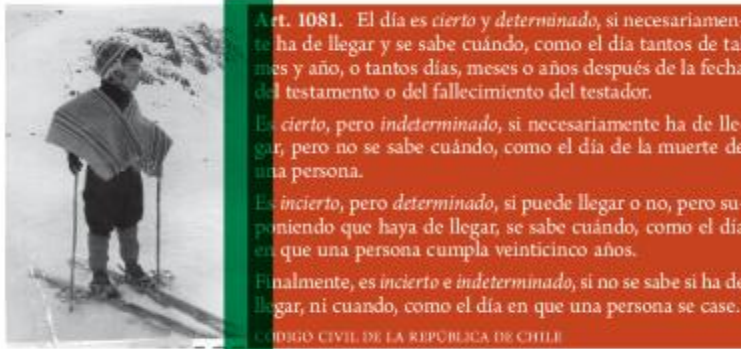 Art. 1081. El día es cierto y determinado, si necesariamen-
te ha de llegar y se sabe cuándo, como el día tantos de tal
mes y año, o tantos días, meses o años después de la fecha
del testamento o del fallecimiento del testador.
Es cierto, pero indeterminado, si necesariamente ha de lle-
gar, pero no se sabe cuándo, como el día de la muerte de
una persona.
Es incierto, pero determinado, si puede llegar o no, pero su-
poniendo que haya de llegar, se sabe cuándo, como el día
en que una persona cumpla veinticinco años.
Finalmente, es incierto e indeterminado, si no se sabe si ha de
llegar, ni cuando, como el día en que una persona se case.
CÓDIGO CIVIL DE LA REPÚBLICA DE CHILE